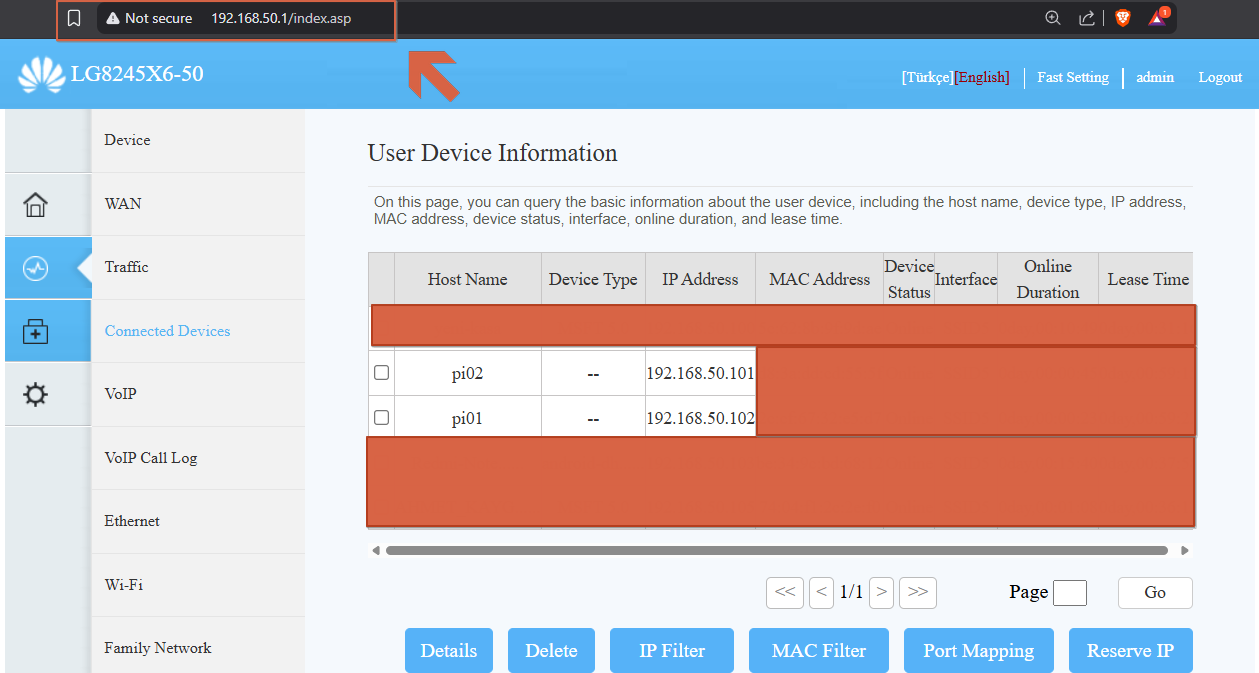 Not secure 192.168.50.1/index.asp
1
LG8245X6-50
[Türkçe][English] Fast Setting admin Logout
Device
WAN
Traffic
Connected Devices
VoIP
VoIP Call Log
Ethernet
Wi-Fi
Family Network
User Device Information
On this page, you can query the basic information about the user device, including the host name, device type, IP address,
MAC address, device status, interface, online duration, and lease time.
Host Name Device Type IP Address MAC Address Device Status Interface Online Duration Lease Time
pi02 -- 192.168.50.101
pi01 -- 192.168.50.102
<< < 1/1 > >> Page Go
Details Delete IP Filter MAC Filter Port Mapping Reserve IP